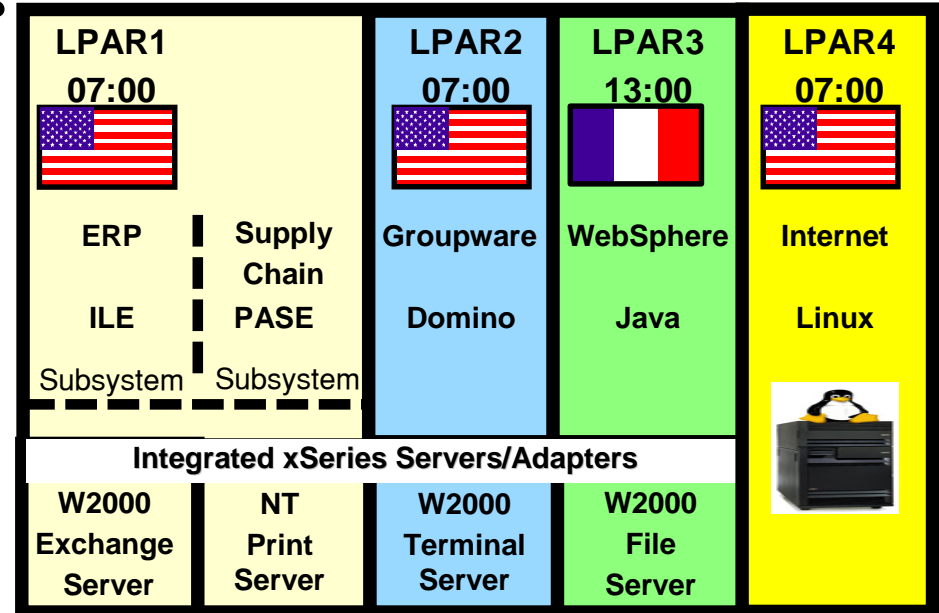 LPAR1
07:00
ERP
ILE
Subsystem
Supply
Chain
PASE
Subsystem
LPAR2
07:00
Groupware
Domino
LPAR3
13:00
WebSphere
Java
LPAR4
07:00
Internet
Linux
Integrated xSeries Servers/Adapters
W2000
Exchange
Server
NT
Print
Server
W2000
Terminal
Server
W2000
File
Server